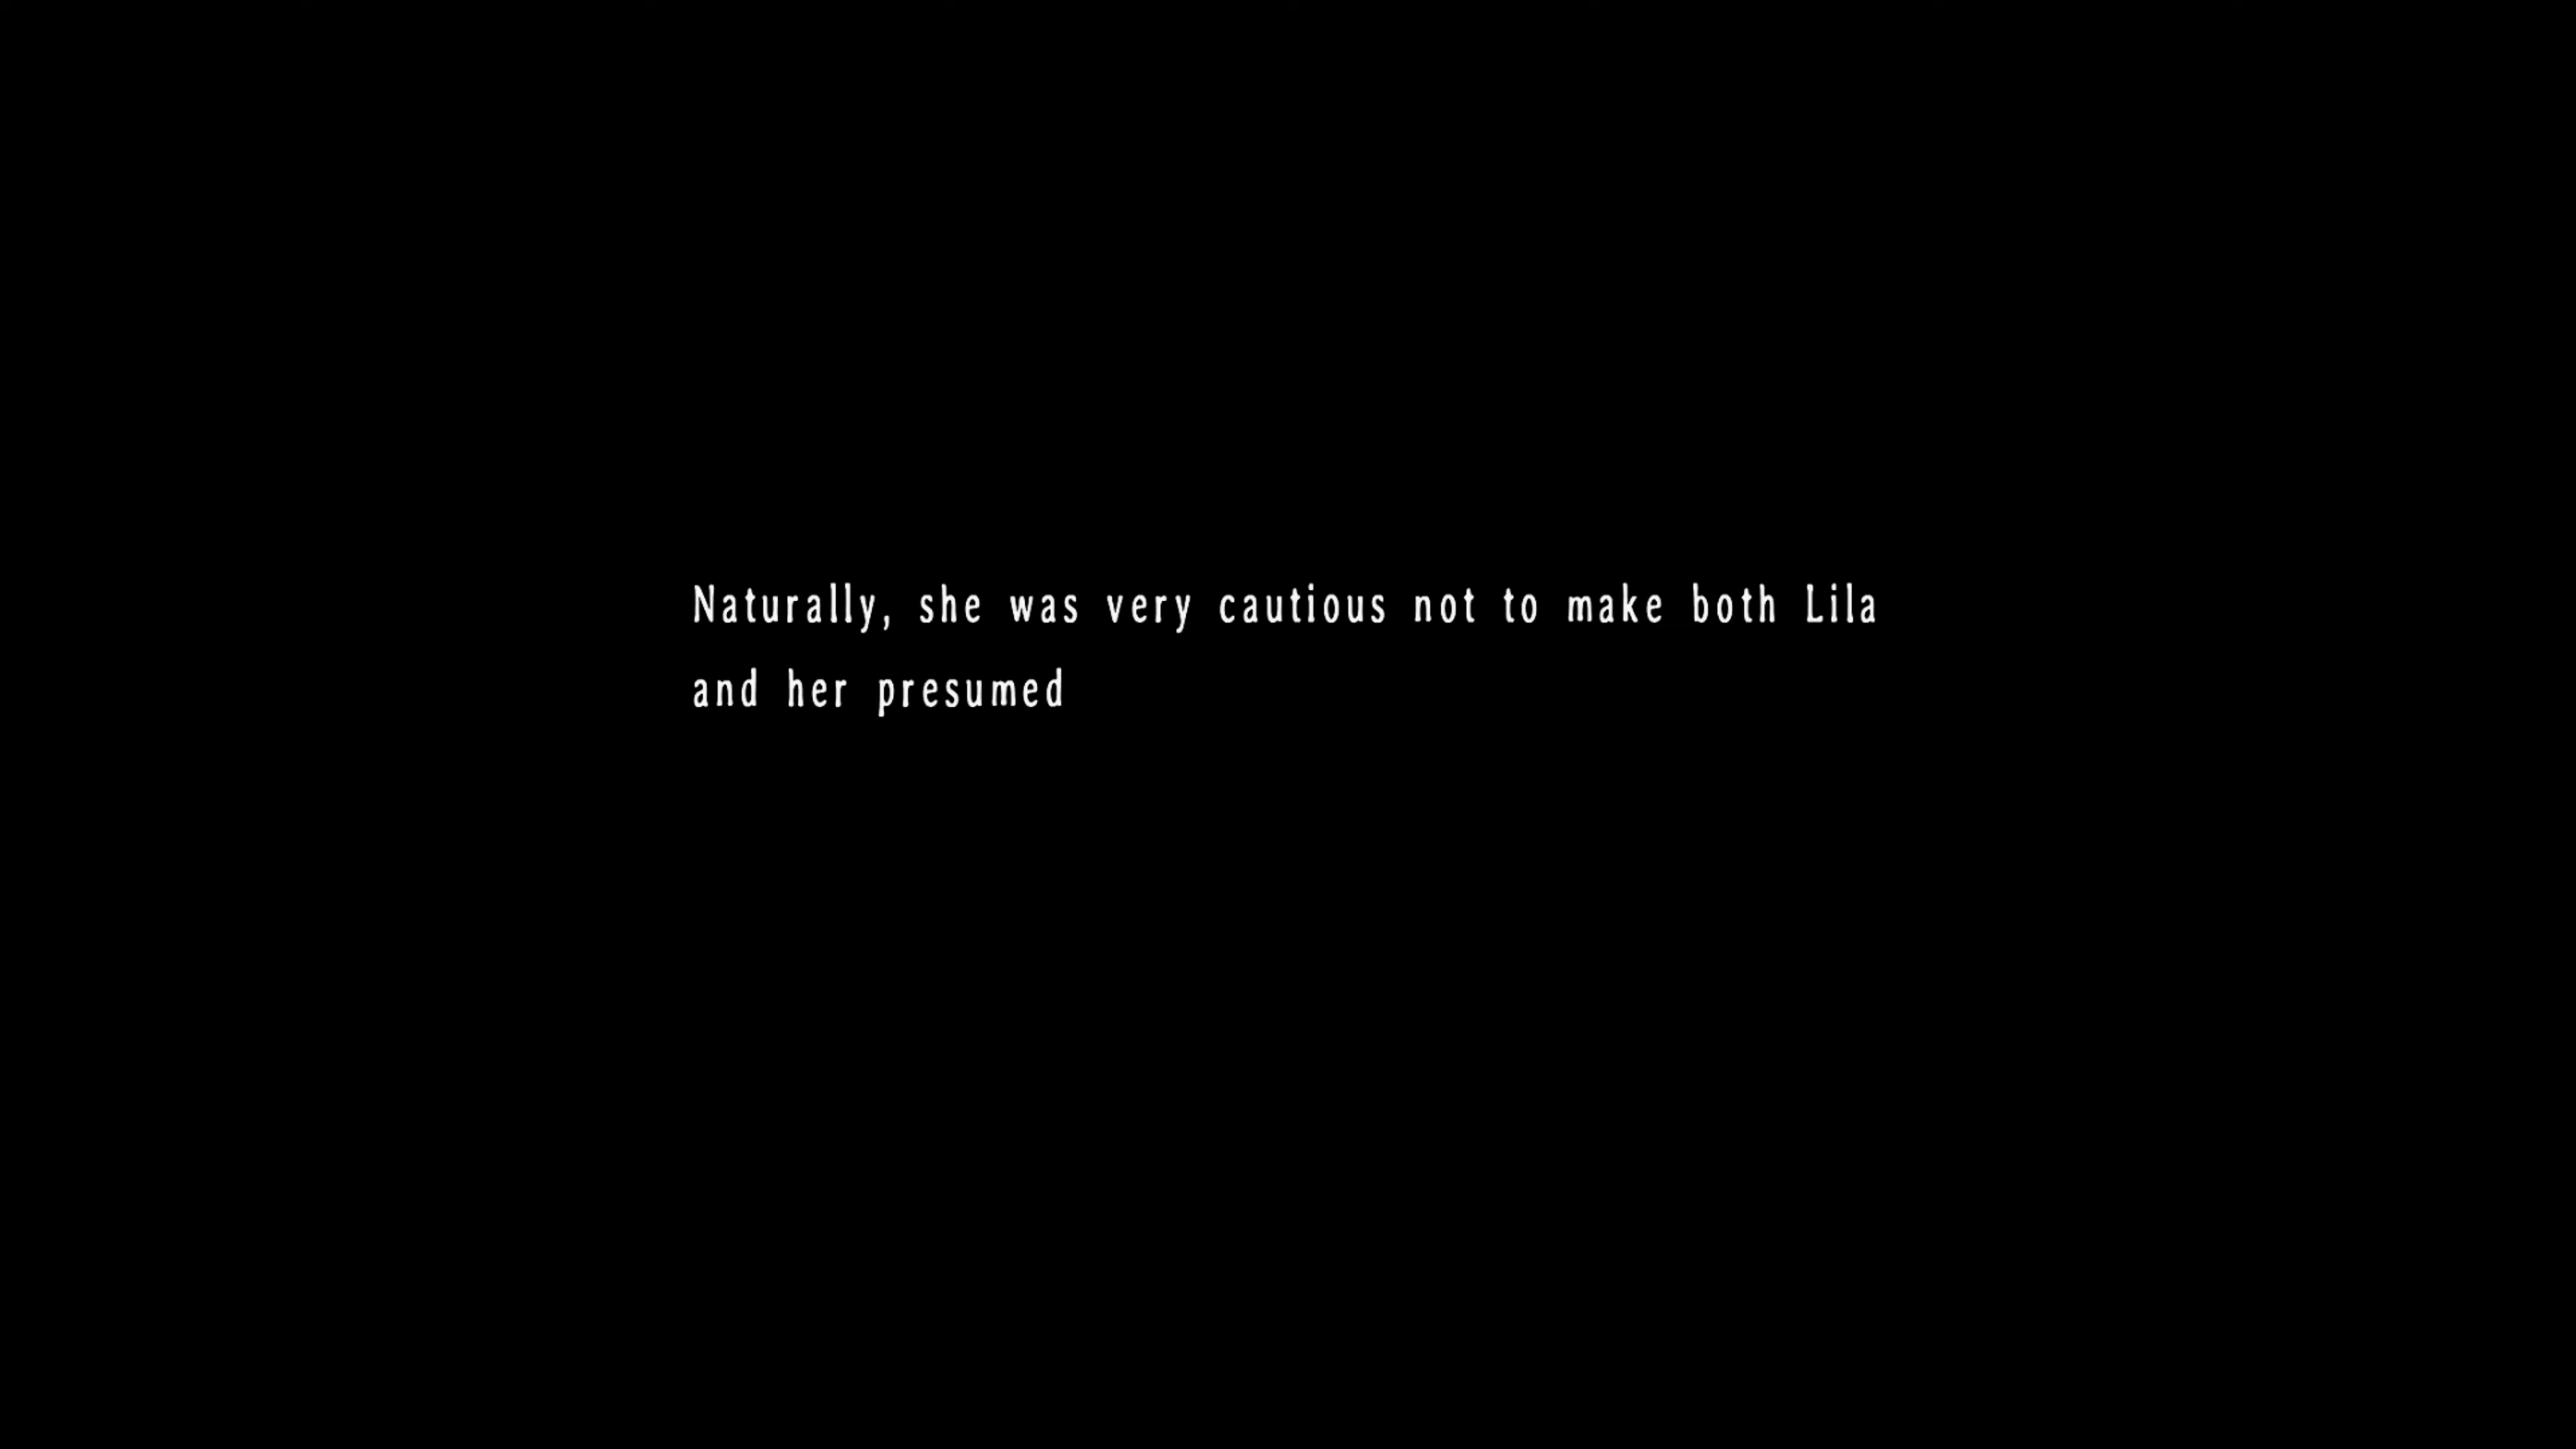 Naturally, she was very cautious not to make both Lila
and her presumed